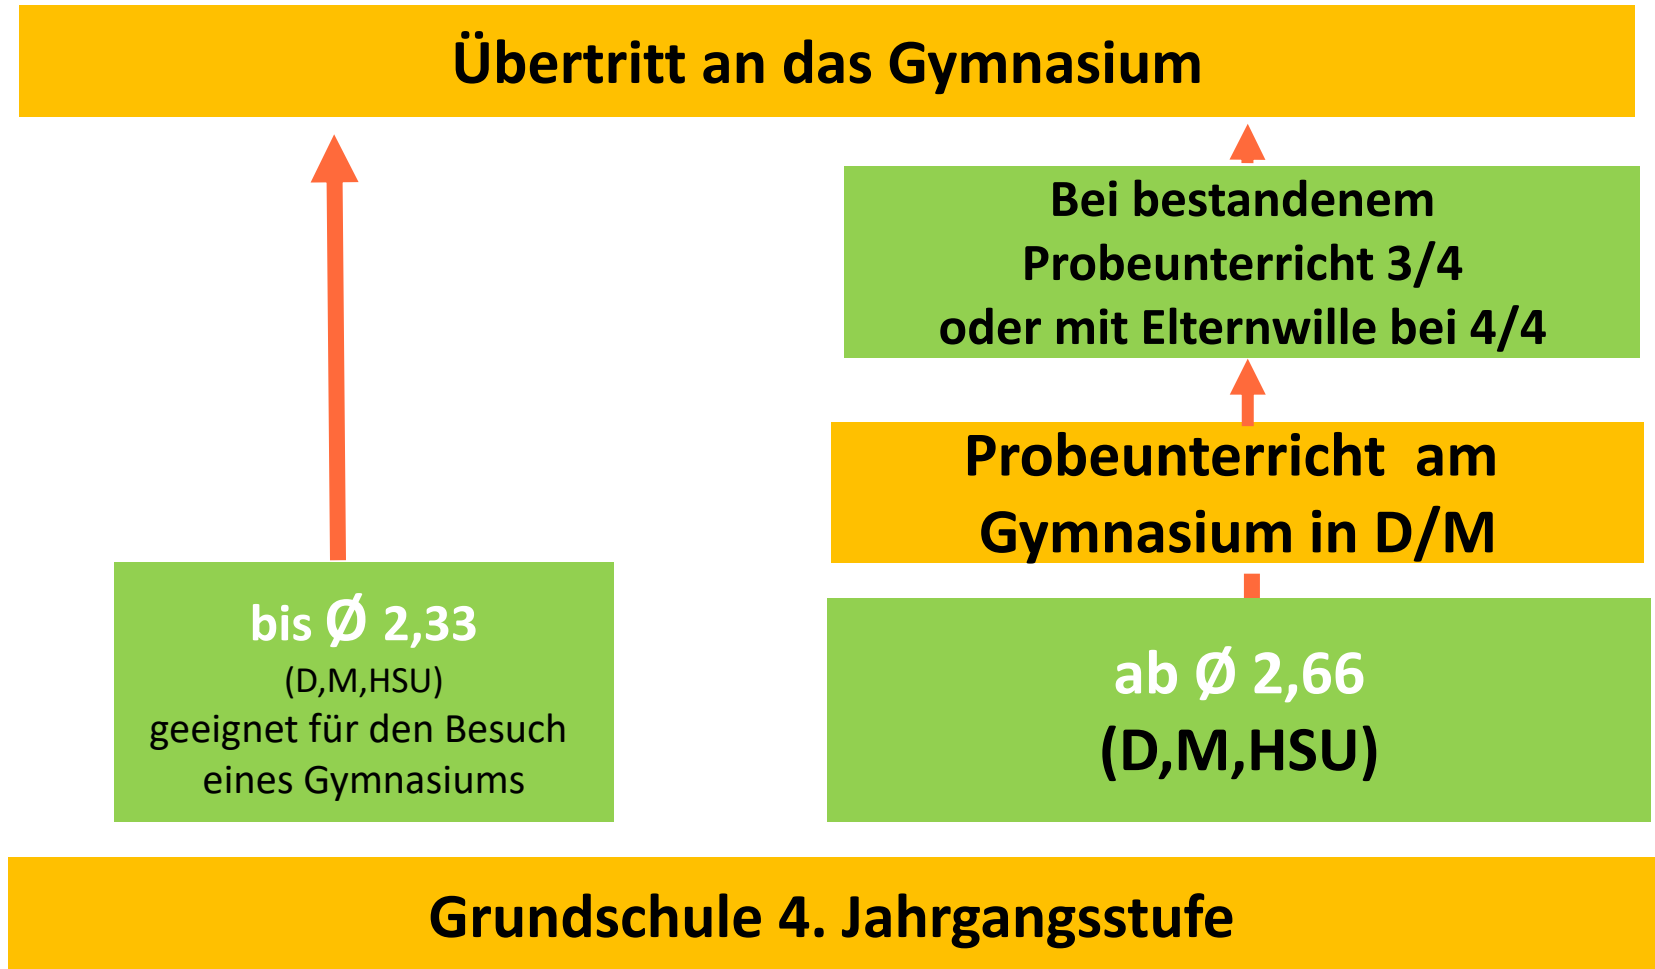 Übertritt an das Gymnasium
Bei bestandenem
Probeunterricht 3/4
oder mit Elternwille bei 4/4
Probeunterricht am
Gymnasium in D/M
bis Ø 2,33
(D,M,HSU)
geeignet für den Besuch
eines Gymnasiums
ab Ø 2,66
(D,M,HSU)
Grundschule 4. Jahrgangsstufe